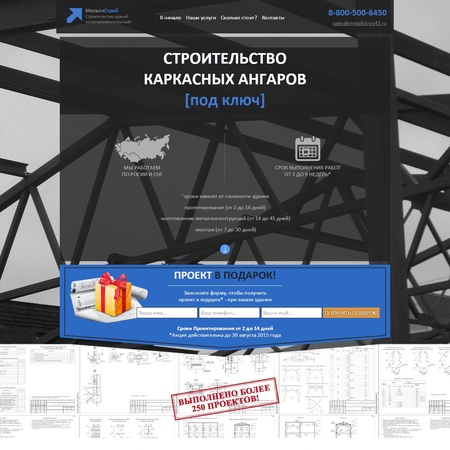 МеталлСтрой
Строительство зданий
из металлоконструкций
В начало Наши услуги Сколько стоит? Контакты
8-800-500-6450
sales@metallstroy43.ru
СТРОИТЕЛЬСТВО
КАРКАСНЫХ АНГАРОВ
[под ключ]
МЫ РАБОТАЕМ
ПО РОСИИ И СНГ
СРОК ВЫПОЛНЕНИЯ РАБОТ
ОТ 3 ДО 9 НЕДЕЛЬ*
*сроки зависят от сложности здания
-проектирование (от 2 до 14 дней)
-изготовление металлоконструкций (от 14 до 45 дней)
-монтаж (от 7 до 30 дней)
ПРОЕКТ В ПОДАРОК!
Заполните форму, чтобы получить
проект в подарок* - при заказе здания
Ваше имя... Ваш телефон... Ваш e-mail... ПОЛУЧИТЬ ПОДАРОК!
Сроки Проектирования от 2 до 14 дней
*Акция действительна до 30 августа 2015 года
ВЫПОЛНЕНО БОЛЕЕ
250 ПРОЕКТОВ!